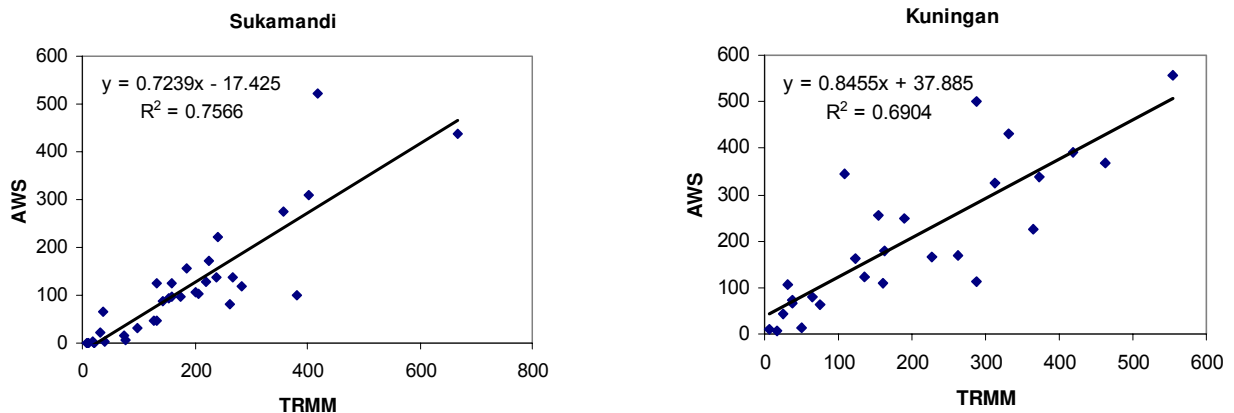 Sukamandi
y = 0.7239x - 17.425
R² = 0.7566
AWS
600
500
400
300
200
100
0
0 200 400 600 800
TRMM
Kuningan
y = 0.8455x + 37.885
R² = 0.6904
AWS
600
500
400
300
200
100
0
0 100 200 300 400 500 600
TRMM